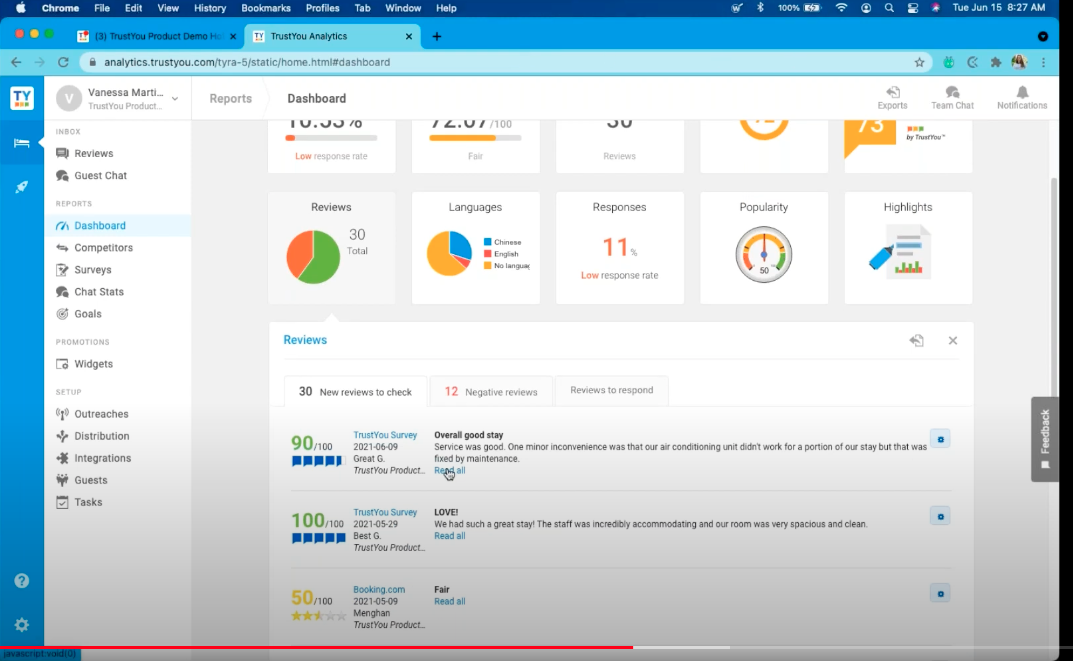 Chrome File Edit View History Bookmarks Profiles Tab Window Help 100% Tue Jun 15 8:27 AM
(3) TrustYou Product Demo Ho
TrustYou Analytics
analytics.trustyou.com/tyra-5/static/home.html#dashboard
TY
V
Vanessa Marti...
TrustYou Product...
Reports
Dashboard
Exports
Team Chat
Notifications
INBOX
Reviews
Guest Chat
REPORTS
Dashboard
Competitors
Surveys
Chat Stats
Goals
PROMOTIONS
Widgets
SETUP
Outreaches
Distribution
Integrations
Guests
Tasks
10.53%
Low response rate
72.07/100
Fair
30
Reviews
73
by TrustYou™
Reviews
30
Total
Languages
Chinese
English
No languag
Responses
11%
Low response rate
Popularity
50
Highlights
Reviews
30 New reviews to check
12 Negative reviews
Reviews to respond
90/100
TrustYou Survey
2021-06-09
Great G.
TrustYou Product...
Overall good stay
Service was good. One minor inconvenience was that our air conditioning unit didn't work for a portion of our stay but that was
fixed by maintenance.
Read all
100/100
TrustYou Survey
2021-05-29
Best G.
TrustYou Product...
LOVE!
We had such a great stay! The staff was incredibly accommodating and our room was very spacious and clean.
Read all
50/100
Booking.com
2021-05-09
Menghan
TrustYou Product...
Fair
Read all
Feedback
javascript:void(0)